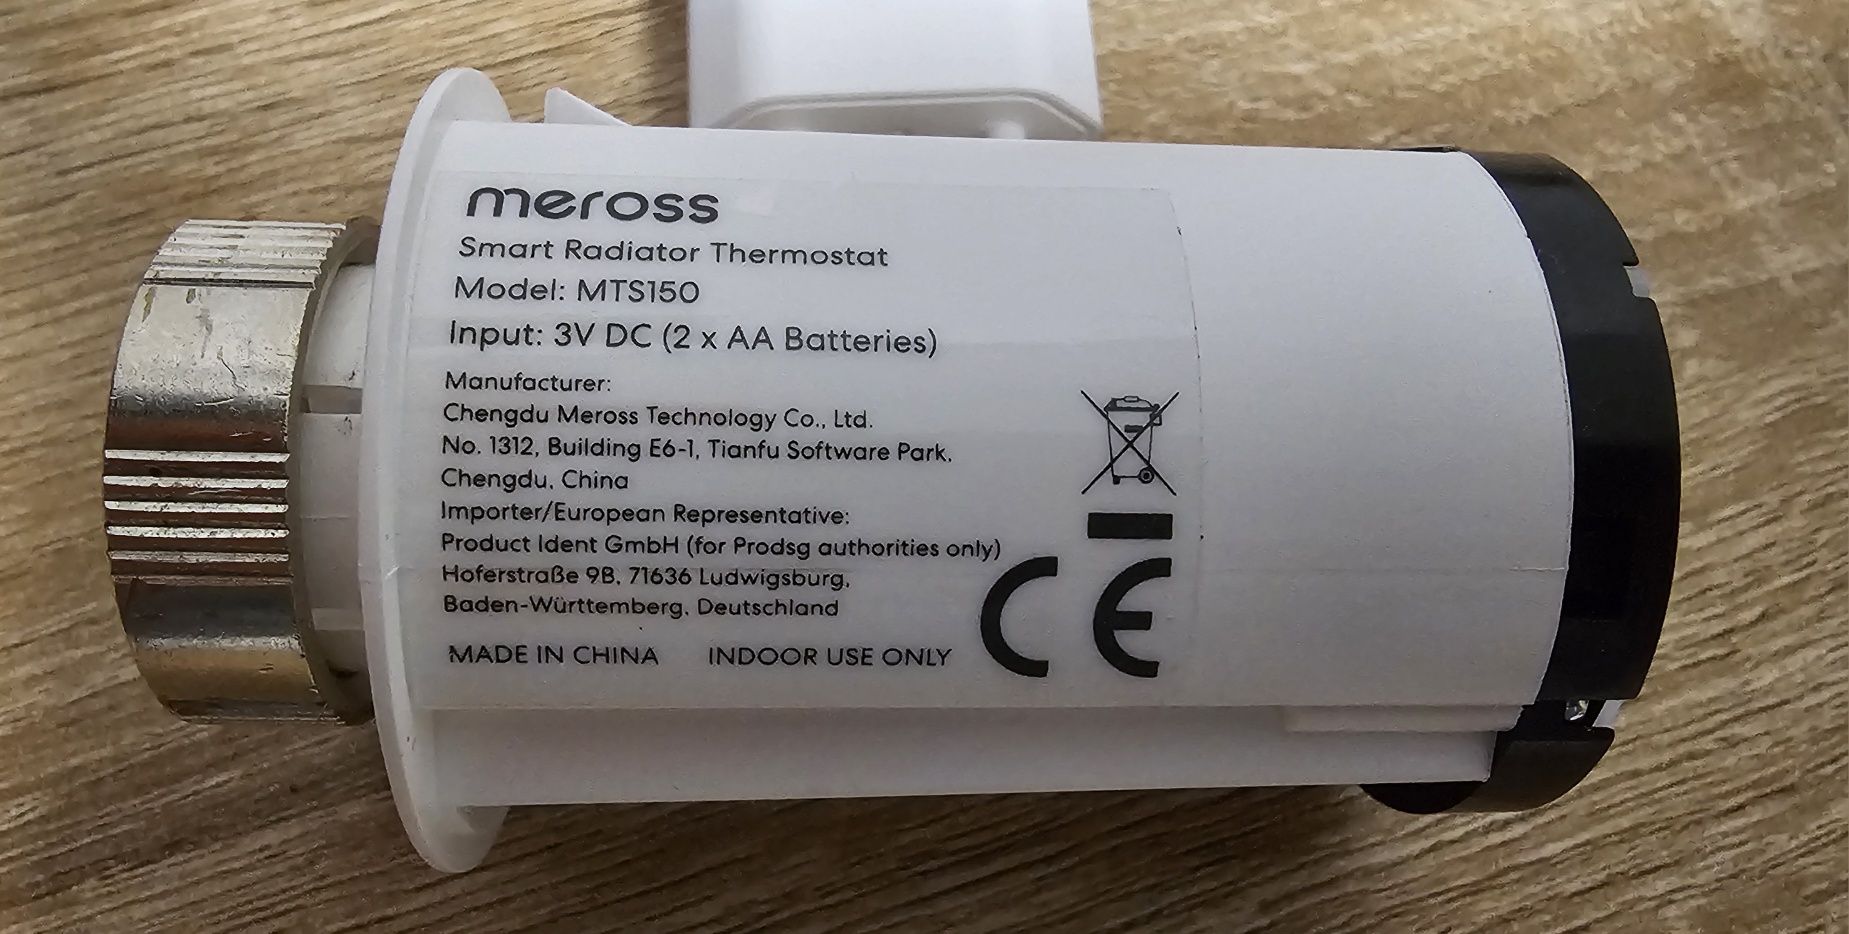 meross
Smart Radiator Thermostat
Model: MTS150
Input: 3V DC (2 x AA Batteries)
Manufacturer:
Chengdu Meross Technology Co., Ltd.
No. 1312, Building E6-1, Tianfu Software Park,
Chengdu, China
Importer/European Representative:
Product Ident GmbH (for Prodsg authorities only)
Hoferstraße 9B, 71636 Ludwigsburg,
Baden-Württemberg, Deutschland
MADE IN CHINA INDOOR USE ONLY
CE